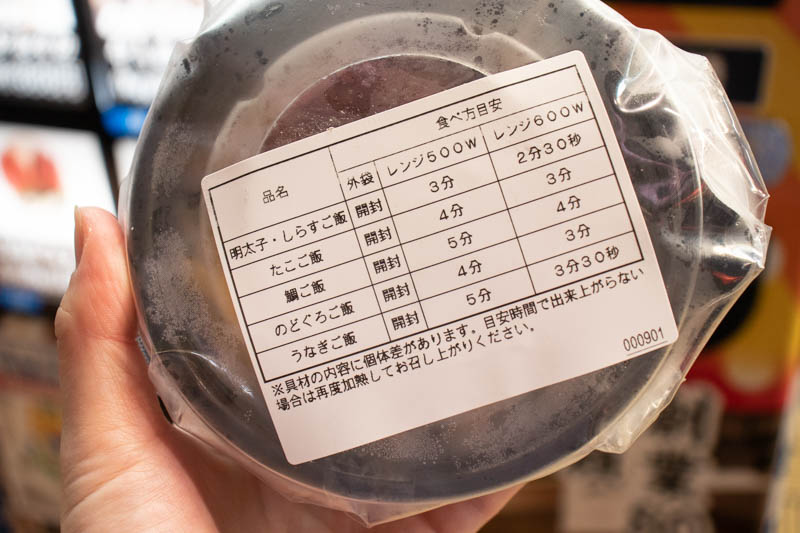 食べ方目安
品名 外袋 レンジ500W レンジ600W
明太子・しらすご飯 開封 3分 2分30秒
たこご飯 開封 4分 3分
鯛ご飯 開封 5分 4分
のどぐろご飯 開封 4分 3分
うなぎご飯 開封 5分 3分30秒
※具材の内容に個体差があります。目安時間で出来上がらない
場合は再度加熱してお召し上がりください。
000901